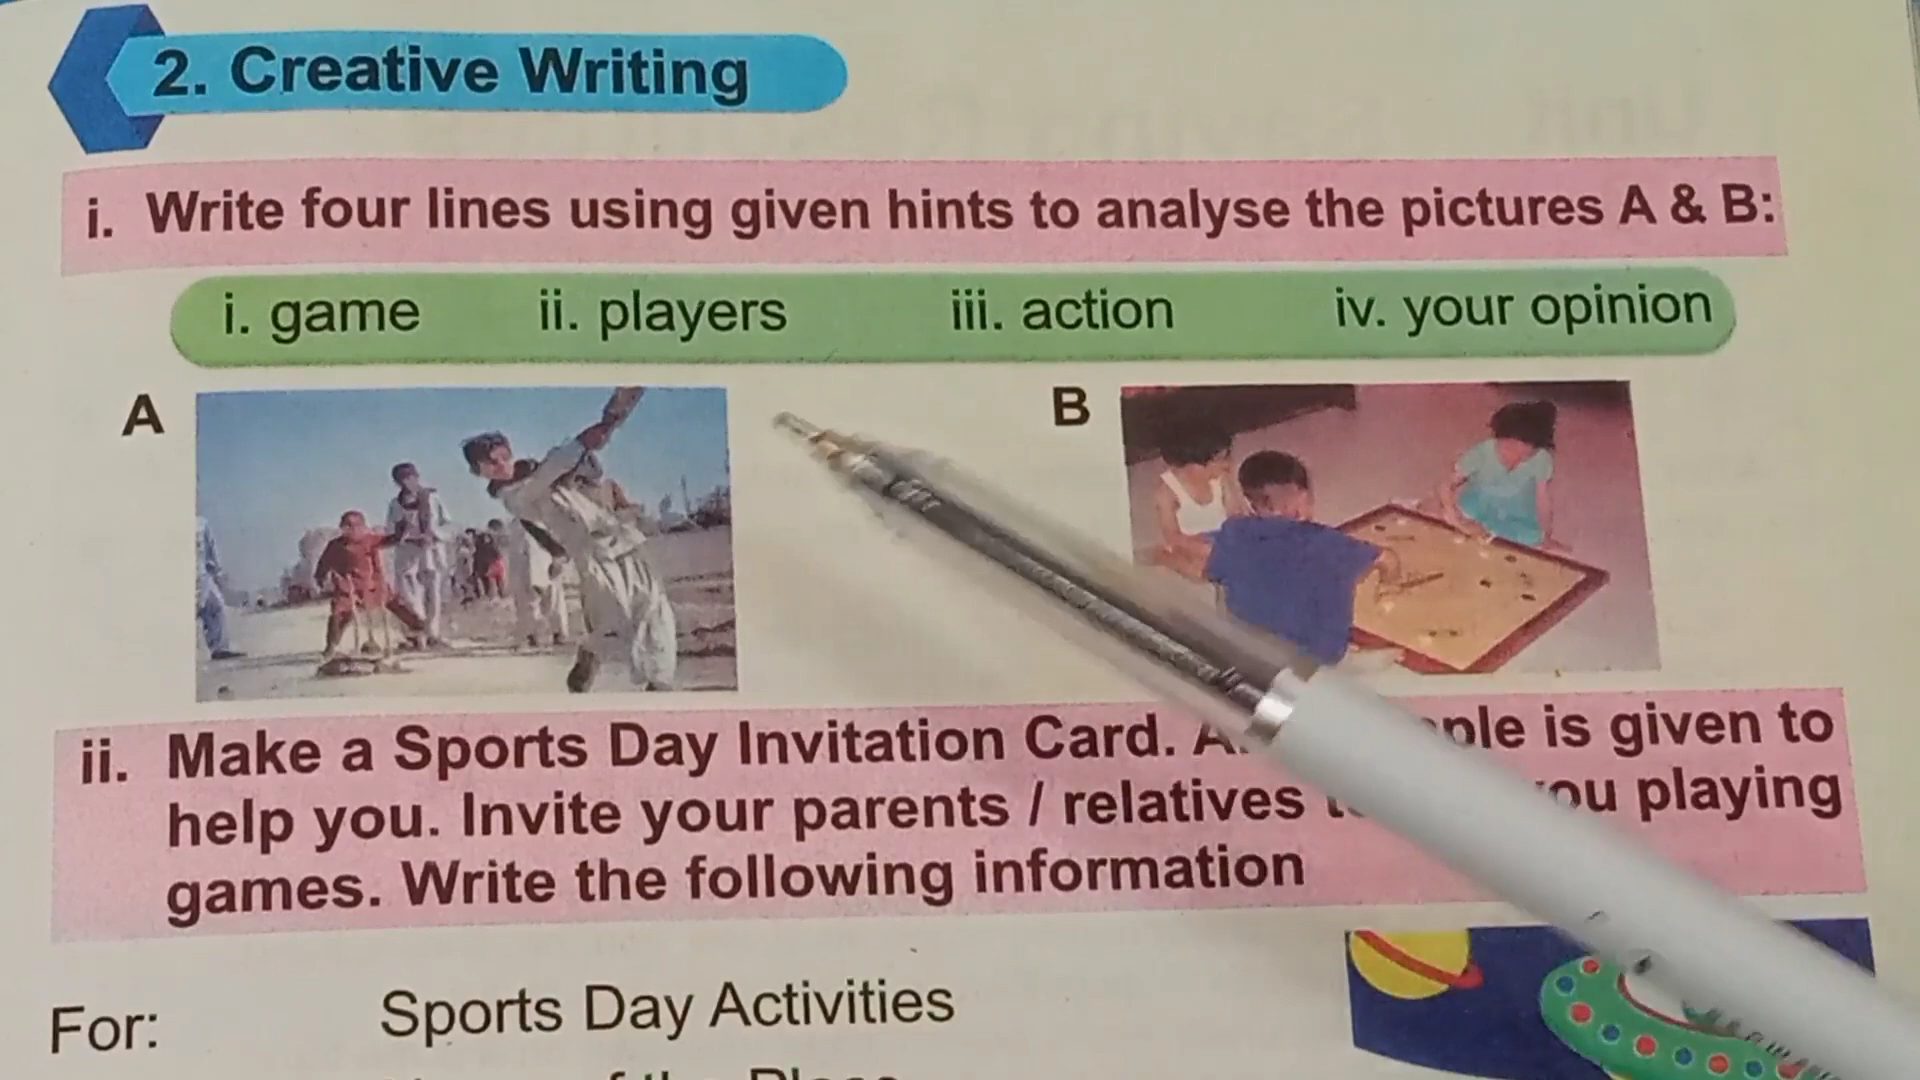 2. Creative Writing
i. Write four lines using given hints to analyse the pictures A & B:
i. game ii. players iii. action iv. your opinion
A B
ii. Make a Sports Day Invitation Card. is given to
help you. Invite your parents / relatives playing
games. Write the following information
For: Sports Day Activities